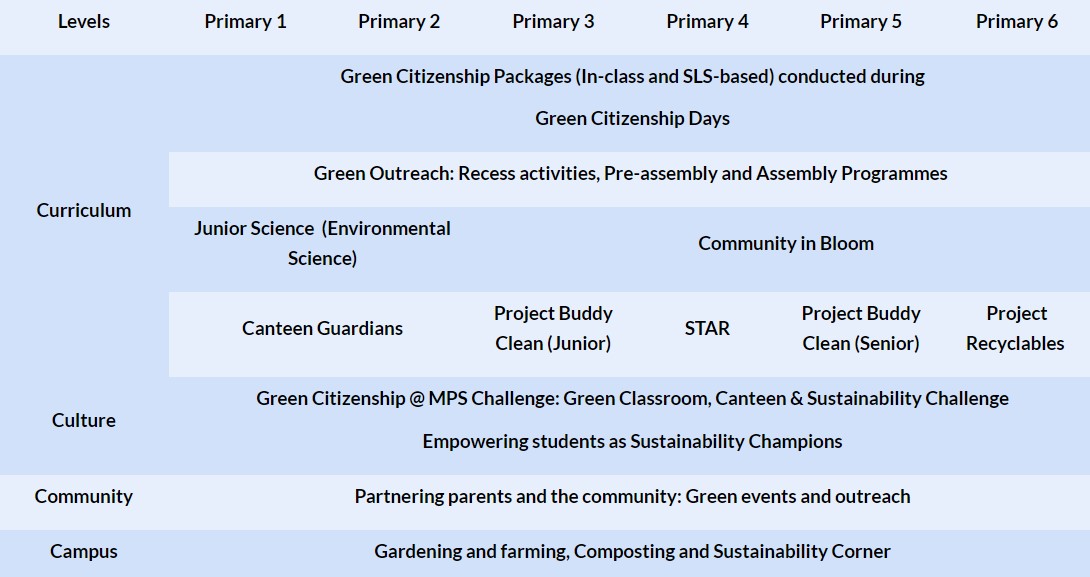 Levels Primary 1 Primary 2 Primary 3 Primary 4 Primary 5 Primary 6
Curriculum
Green Citizenship Packages (In-class and SLS-based) conducted during
Green Citizenship Days
Green Outreach: Recess activities, Pre-assembly and Assembly Programmes
Junior Science (Environmental
Science)
Community in Bloom
Canteen Guardians
Project Buddy
Clean (Junior)
STAR
Project Buddy
Clean (Senior)
Project
Recyclables
Culture
Green Citizenship @ MPS Challenge: Green Classroom, Canteen & Sustainability Challenge
Empowering students as Sustainability Champions
Community
Partnering parents and the community: Green events and outreach
Campus
Gardening and farming, Composting and Sustainability Corner